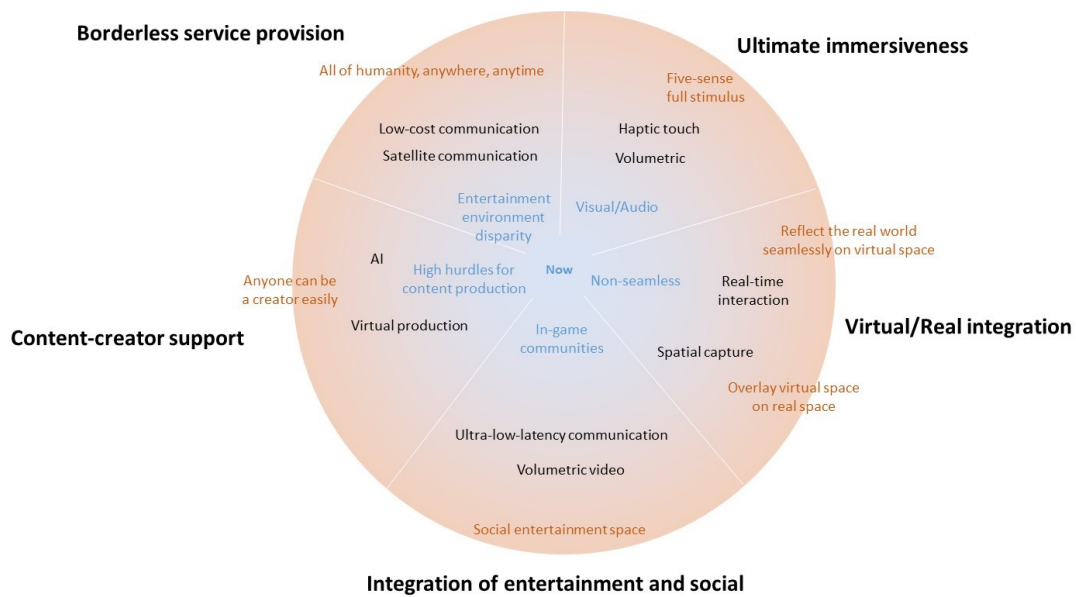 Borderless service provision
Ultimate immersiveness
All of humanity, anywhere, anytime
Five-sense
full stimulus
Low-cost communication
Satellite communication
Haptic touch
Volumetric
Entertainment
environment
disparity
Visual/Audio
Reflect the real world
seamlessly on virtual space
AI
High hurdles for
content production
Now
Non-seamless
Real-time
interaction
Anyone can be
a creator easily
Content-creator support
Virtual production
In-game
communities
Virtual/Real integration
Spatial capture
Overlay virtual space
on real space
Ultra-low-latency communication
Volumetric video
Social entertainment space
Integration of entertainment and social